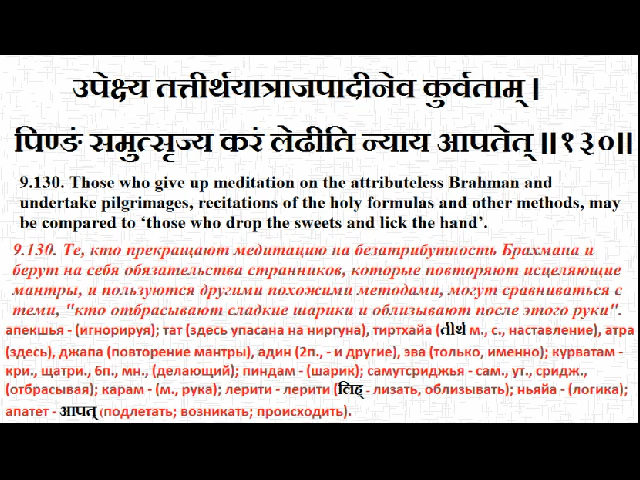 उपेक्ष्य तत्तीर्थयात्राजपादीनेव कुर्वताम् ।
पिण्डं समुत्सृज्य करं लेढीति न्याय आपतेत् ॥१३०॥
9.130. Those who give up meditation on the attributeless Brahman and
undertake pilgrimages, recitations of the holy formulas and other methods, may
be compared to ‘those who drop the sweets and lick the hand’.
9.130. Те, кто прекращают медитацию на безатрибутность Брахмана и
берут на себя обязательства странников, которые повторяют исцеляющие
мантры, и пользуются другими похожими методами, могут сравниваться с
теми, "кто отбрасывают сладкие шарики и облизывают после этого руки".
апекшья - (игнорируя); тат (здесь упасана на ниргуна), тиртхайа (तीर्थ м., с., наставление), атра
(здесь), джапа (повторение мантры), адин (2п., - и другие), эва (только, именно); курватам -
кри., щатри., 6п., мн., (делающий); пиндам - (шарик); самутсриджья - сам., ут., сридж.,
(отбрасывая); карам - (м., рука); лерити - лерити (लिह् - лизать, облизывать); ньяйа - (логика);
апатет - आपत् (подлетать; возникать; происходить).